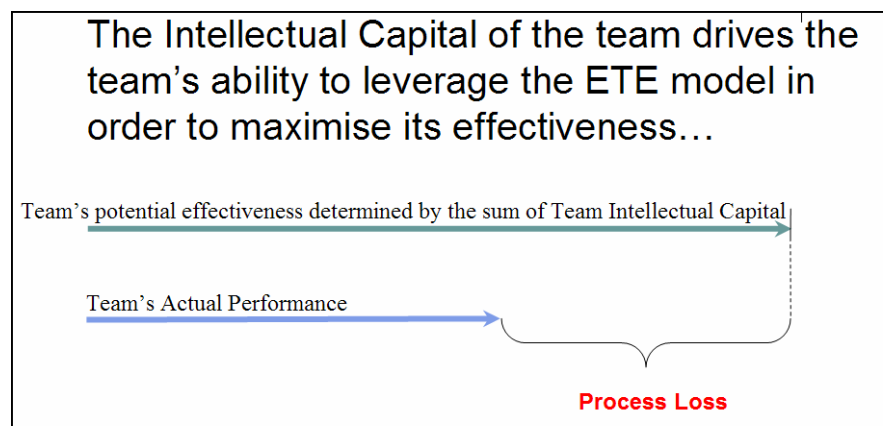 The Intellectual Capital of the team drives the
team’s ability to leverage the ETE model in
order to maximise its effectiveness…
Team’s potential effectiveness determined by the sum of Team Intellectual Capital
Team’s Actual Performance
Process Loss